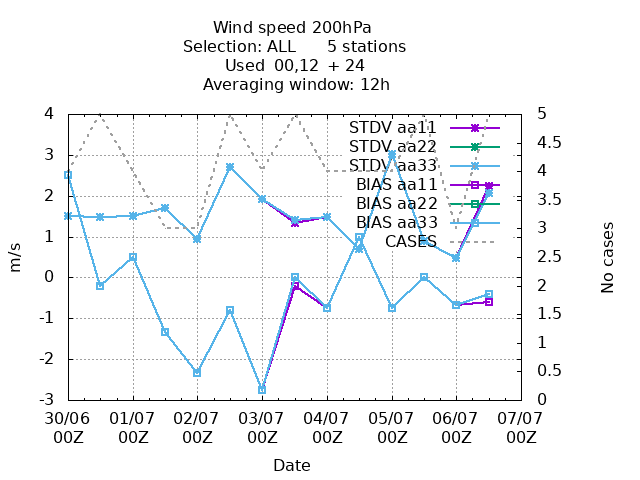 Wind speed 200hPa
Selection: ALL 5 stations
Used 00,12 + 24
Averaging window: 12h
4
3
2
1
0
-1
-2
-3
m/s
STDV aa11
STDV aa22
STDV aa33
BIAS aa11
BIAS aa22
BIAS aa33
CASES
5
4.5
4
3.5
3
2.5
2
1.5
1
0.5
0
No cases
30/06 01/07 02/07 03/07 04/07 05/07 06/07 07/07
00Z 00Z 00Z 00Z 00Z 00Z 00Z 00Z
Date